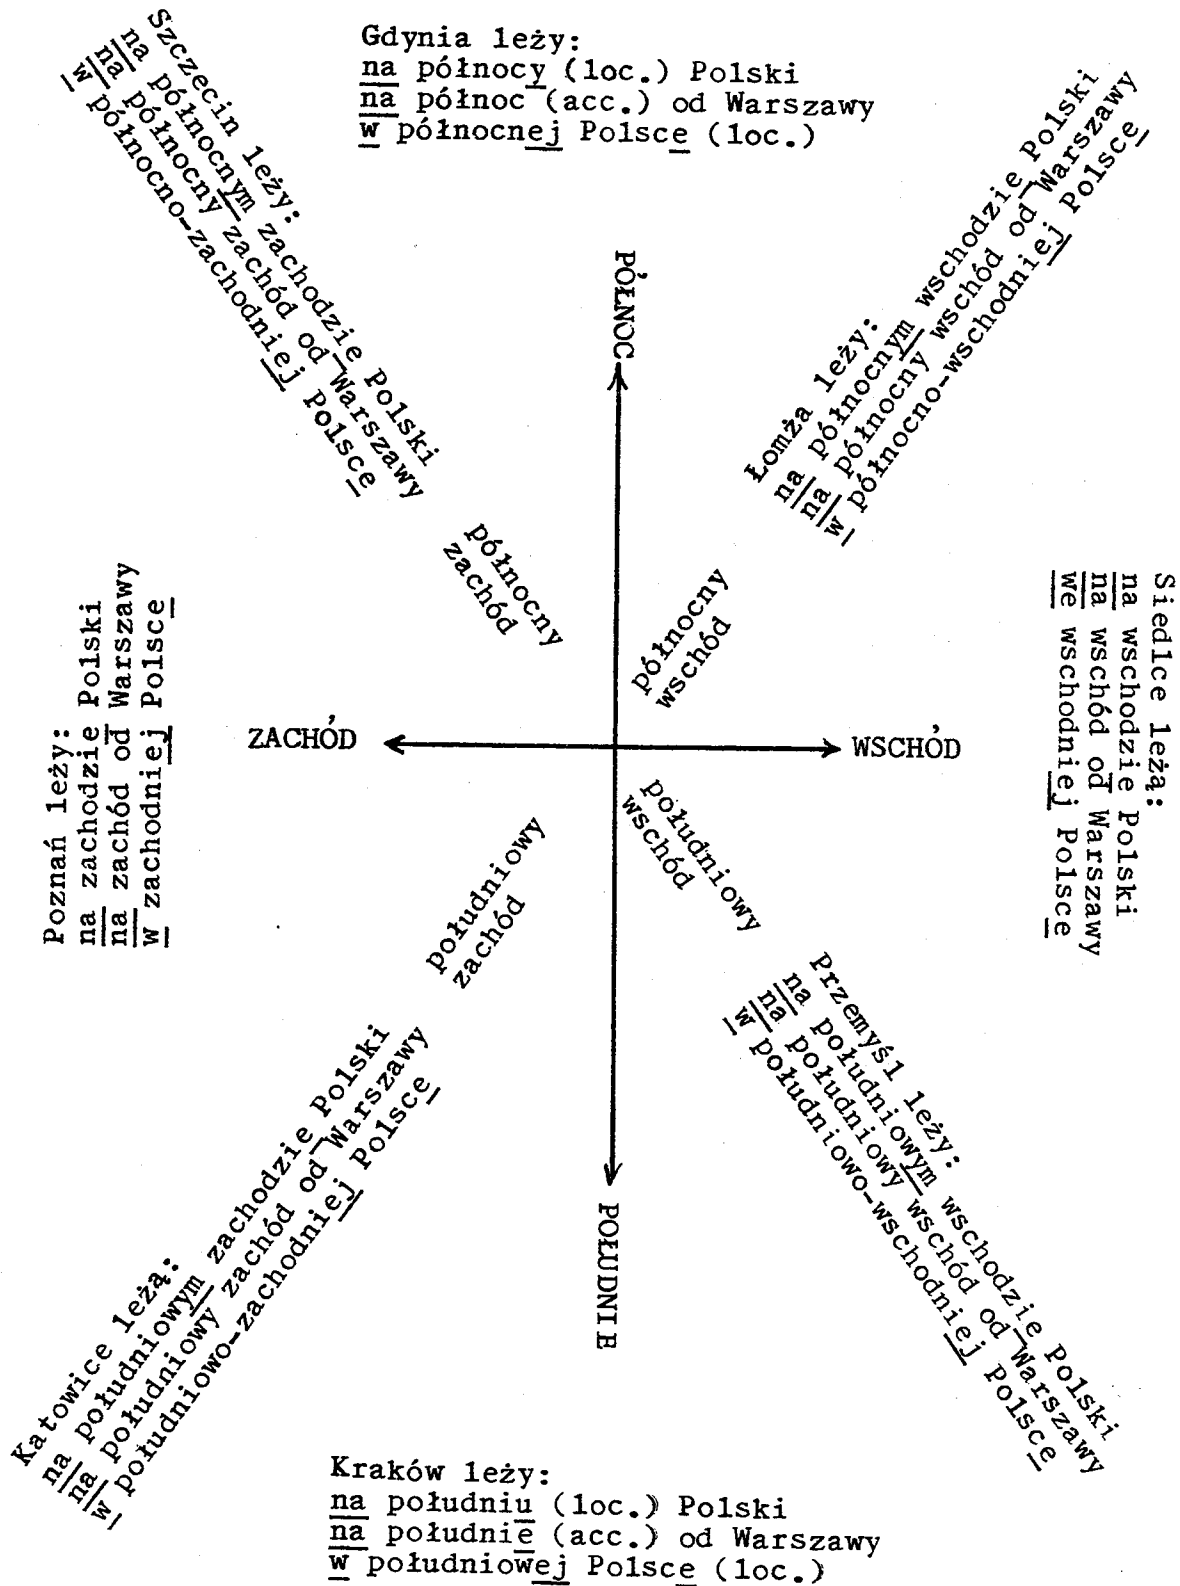 Gdynia leży:
na północy (loc.) Polski
na północ (acc.) od Warszawy
w północnej Polsce (loc.)
Szczecin leży:
na północnym zachodzie Polski
na północny zachód od Warszawy
w północno-zachodniej Polsce
Łomża leży:
na północnym wschodzie Polski
na północny wschód od Warszawy
w północno-wschodniej Polsce
PÓŁNOC
północny
zachód
północny
wschód
Poznań leży:
na zachodzie Polski
na zachód od Warszawy
w zachodniej Polsce
ZACHÓD
WSCHÓD
Siedlce leżą:
na wschodzie Polski
na wschód od Warszawy
we wschodniej Polsce
południowy
zachód
południowy
wschód
POŁUDNIE
Katowice leżą:
na południowym zachodzie Polski
na południowy zachód od Warszawy
w południowo-zachodniej Polsce
Przemyśl leży:
na południowym wschodzie Polski
na południowy wschód od Warszawy
w południowo-wschodniej Polsce
Kraków leży:
na południu (loc.) Polski
na południe (acc.) od Warszawy
w południowej Polsce (loc.)